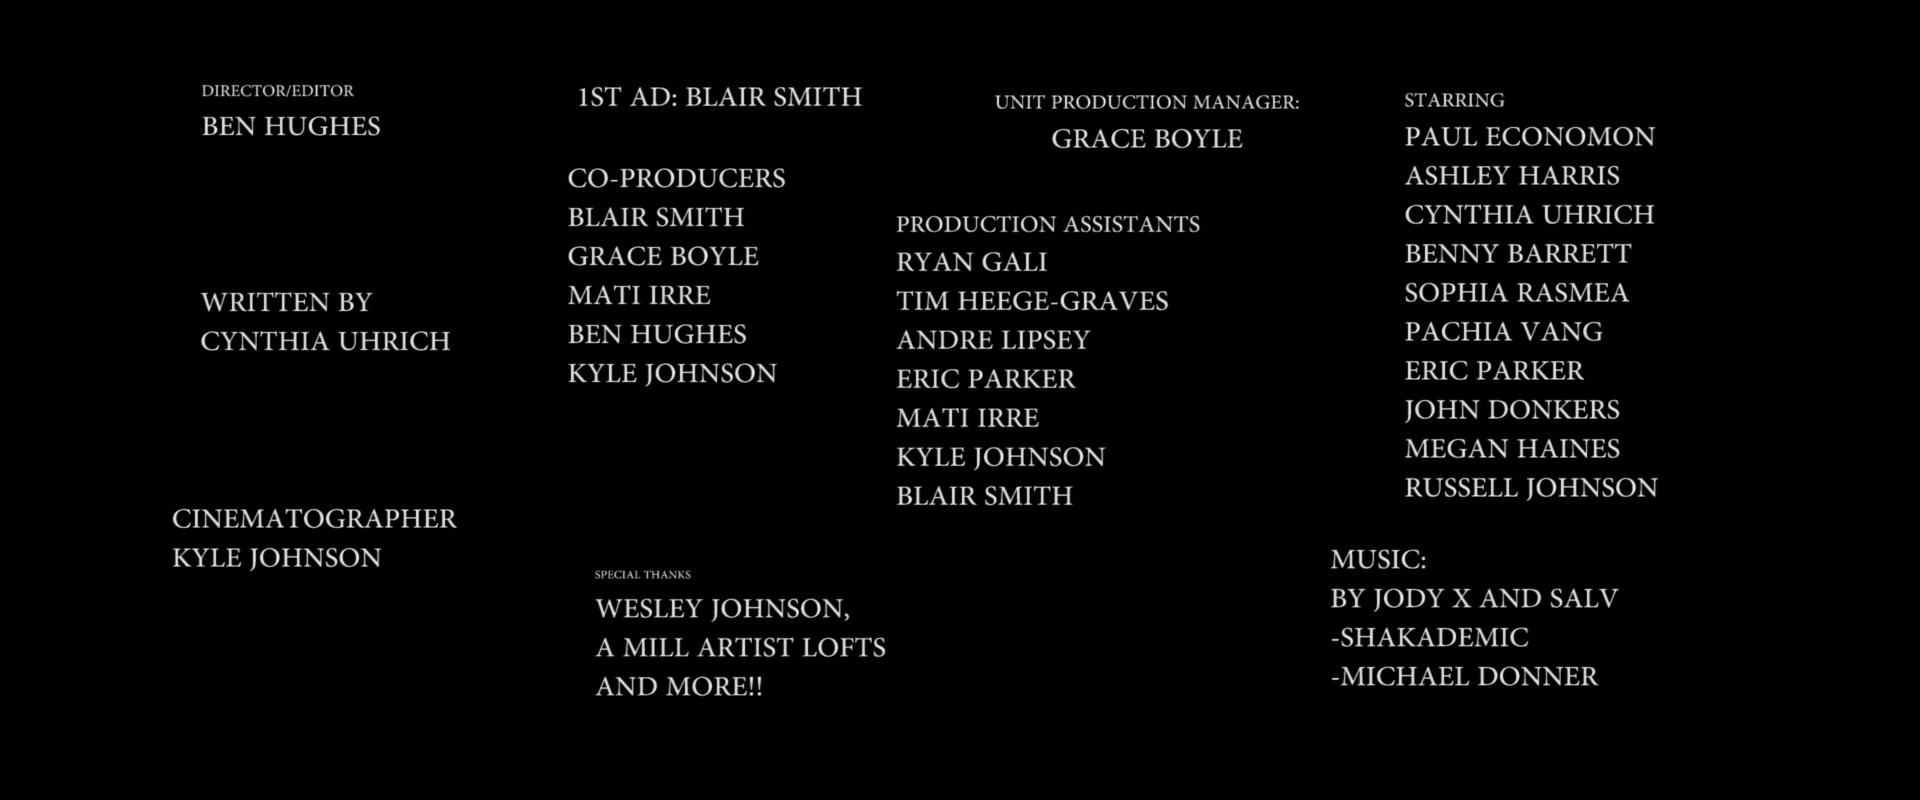 DIRECTOR/EDITOR
BEN HUGHES
WRITTEN BY
CYNTHIA UHRICH
CINEMATOGRAPHER
KYLE JOHNSON
1ST AD: BLAIR SMITH
CO-PRODUCERS
BLAIR SMITH
GRACE BOYLE
MATI IRRE
BEN HUGHES
KYLE JOHNSON
SPECIAL THANKS
WESLEY JOHNSON,
A MILL ARTIST LOFTS
AND MORE!!
UNIT PRODUCTION MANAGER:
GRACE BOYLE
PRODUCTION ASSISTANTS
RYAN GALI
TIM HEEGE-GRAVES
ANDRE LIPSEY
ERIC PARKER
MATI IRRE
KYLE JOHNSON
BLAIR SMITH
STARRING
PAUL ECONOMON
ASHLEY HARRIS
CYNTHIA UHRICH
BENNY BARRETT
SOPHIA RASMEA
PACHIA VANG
ERIC PARKER
JOHN DONKERS
MEGAN HAINES
RUSSELL JOHNSON
MUSIC:
BY JODY X AND SALV
-SHAKADEMIC
-MICHAEL DONNER